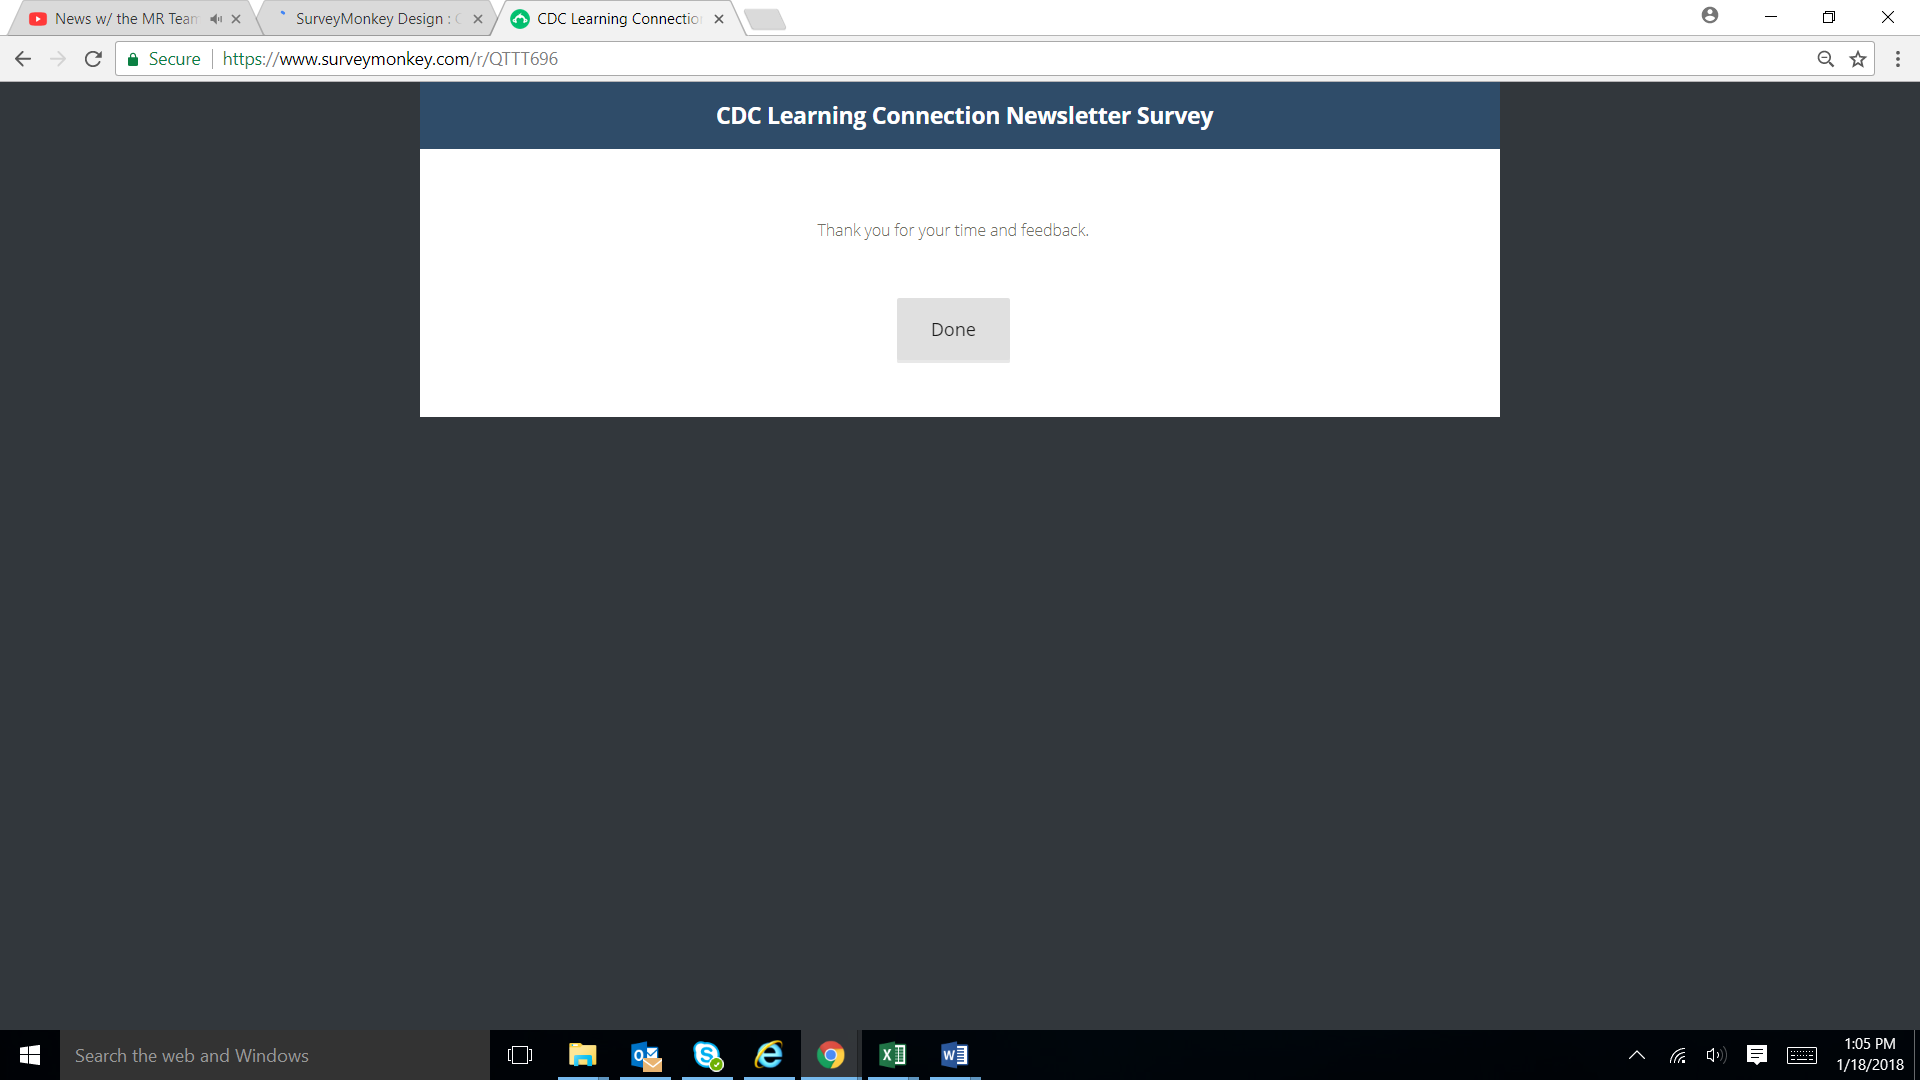 News w/ the MR Team
SurveyMonkey Design :
CDC Learning Connectio
Secure
https://www.surveymonkey.com/r/QTTT696
CDC Learning Connection Newsletter Survey
Thank you for your time and feedback.
Done
Search the web and Windows
1:05 PM
1/18/2018